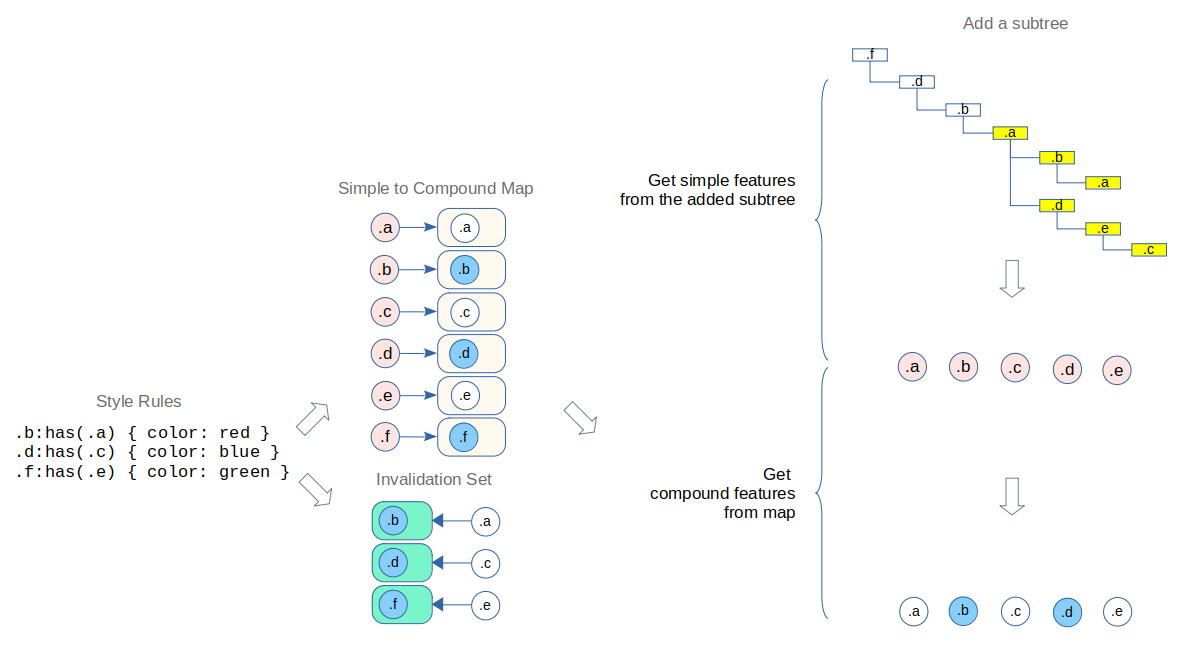 Add a subtree
.f
.d
.b
.a
.b
.a
.d
.e
.c
Get simple features
from the added subtree
.a
.b
.c
.d
.e
Get
compound features
from map
.a
.b
.c
.d
.e
Simple to Compound Map
.a .a
.b .b
.c .c
.d .d
.e .e
.f .f
Style Rules
.b:has(.a) { color: red }
.d:has(.c) { color: blue }
.f:has(.e) { color: green }
Invalidation Set
.b .a
.d .c
.f .e